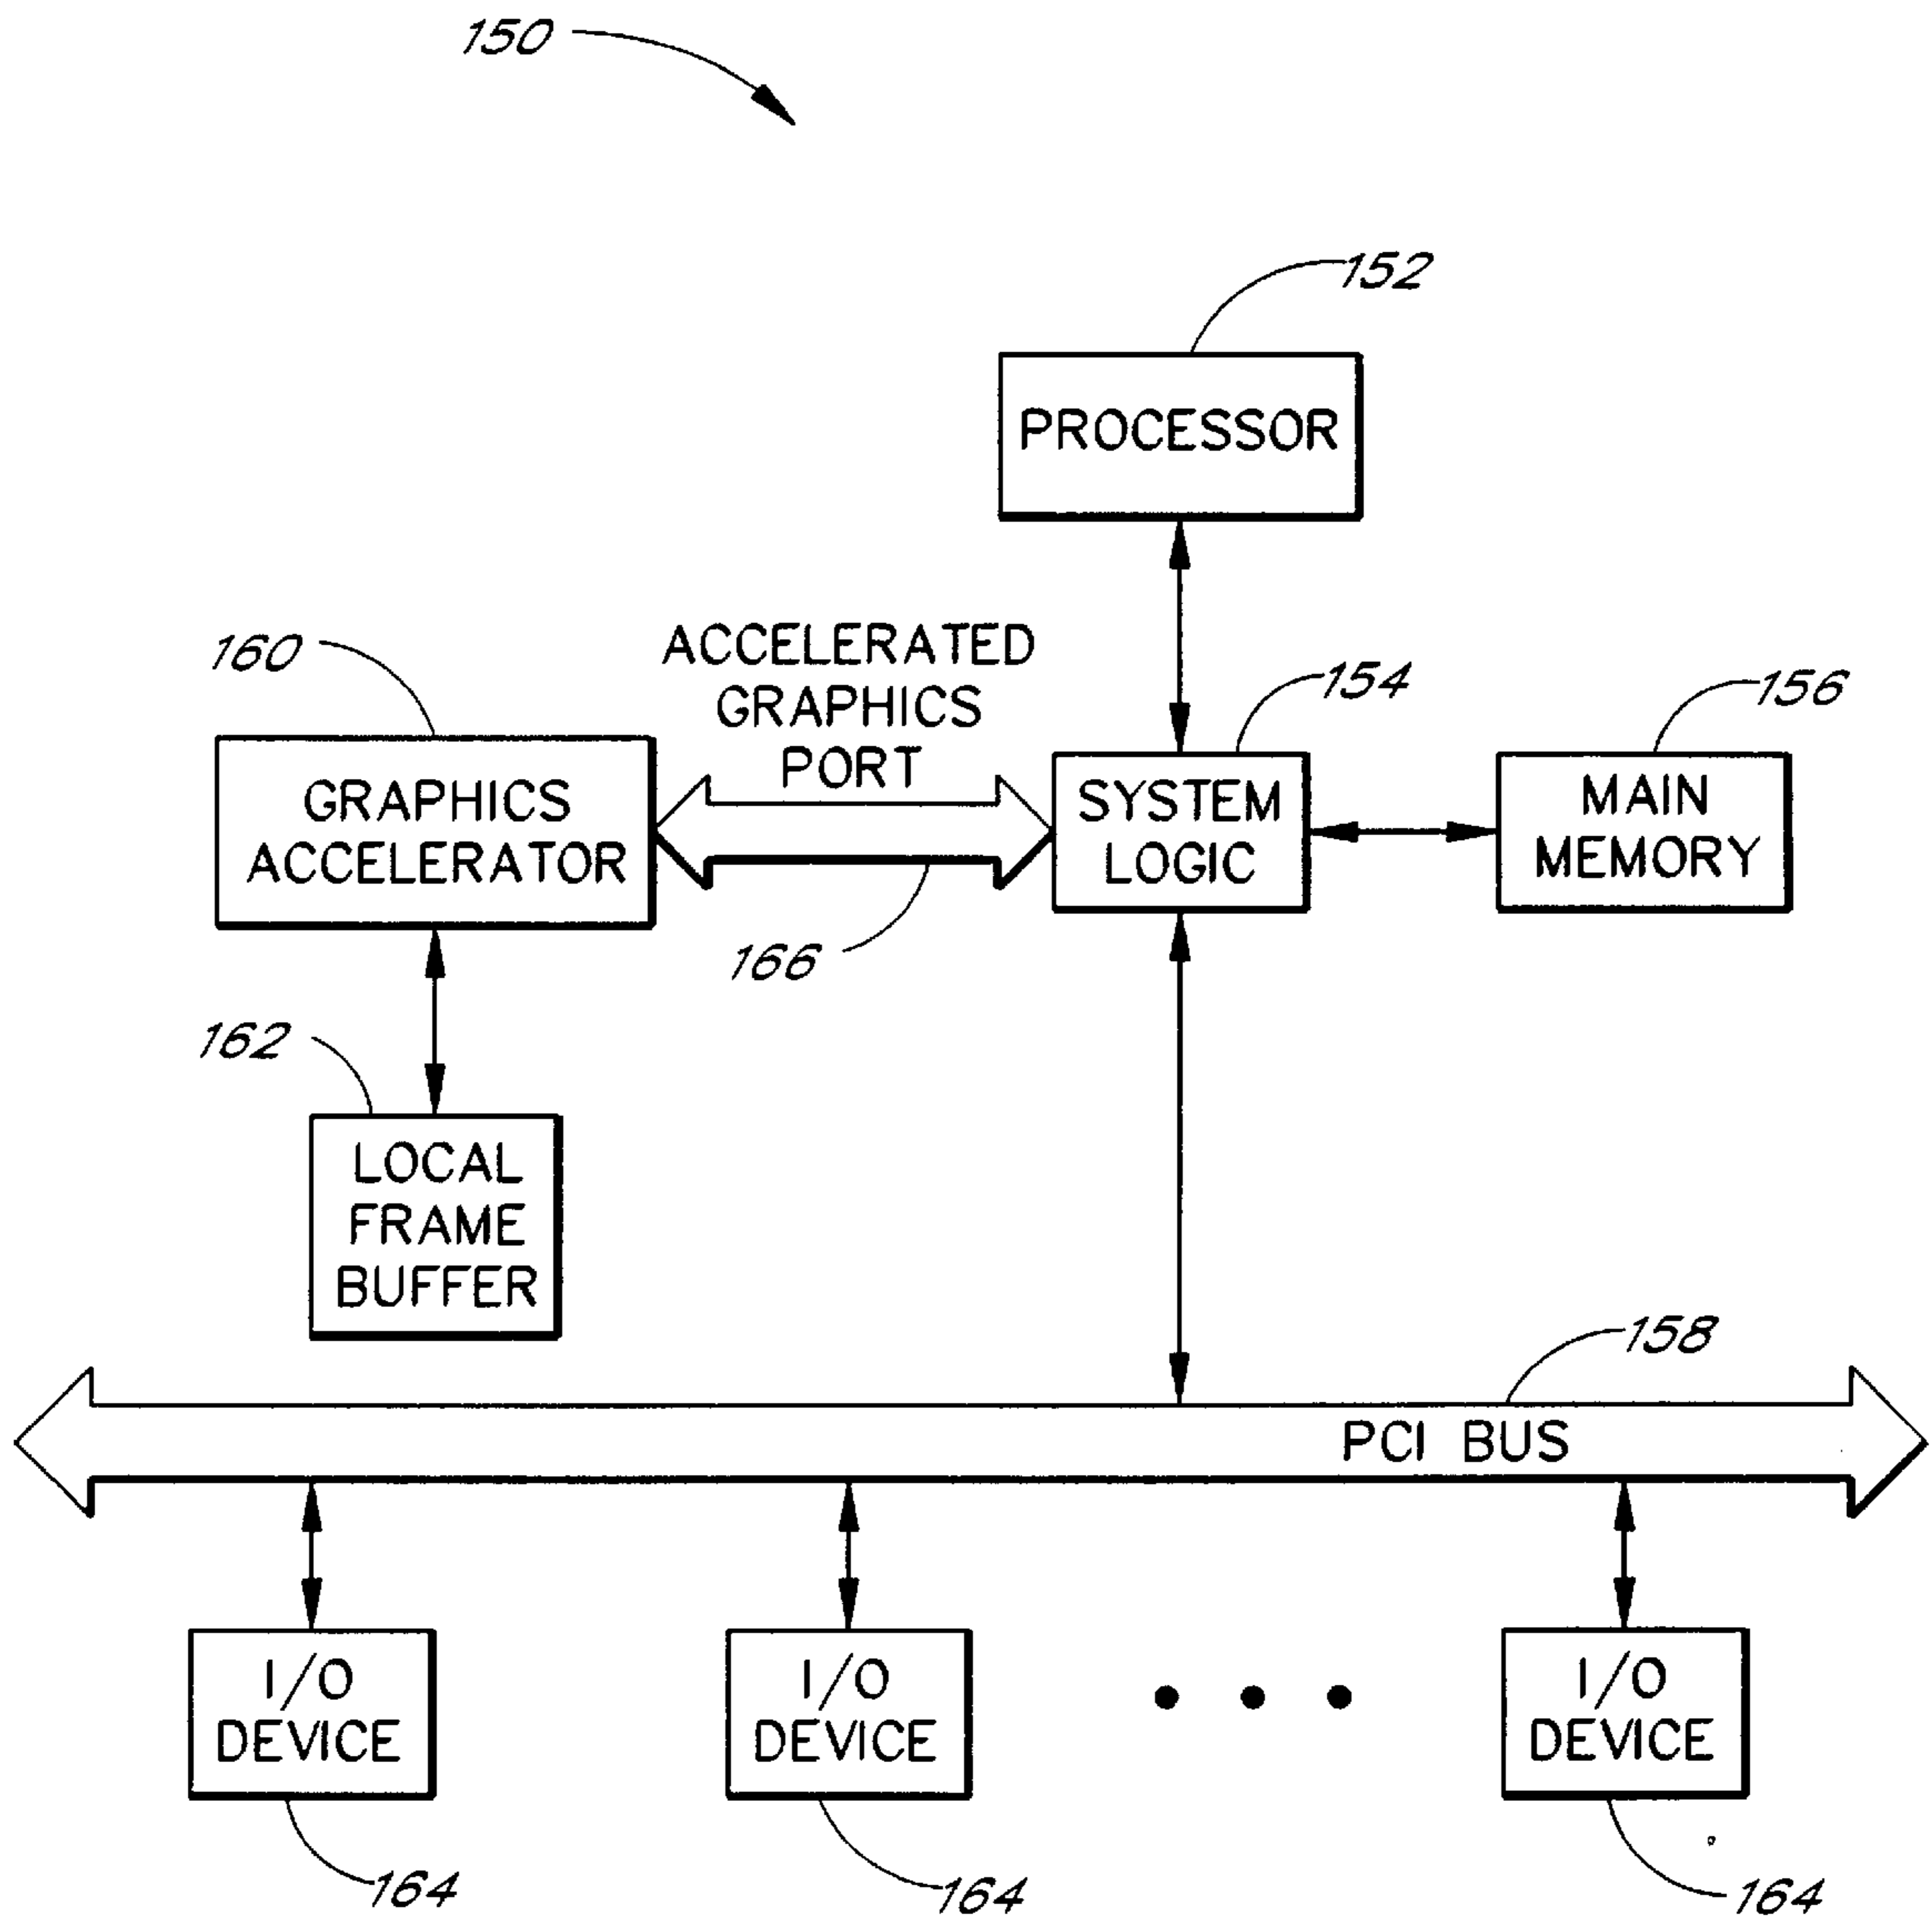 150
152
PROCESSOR
160
ACCELERATED
GRAPHICS
PORT
154
156
GRAPHICS
ACCELERATOR
SYSTEM
LOGIC
MAIN
MEMORY
166
162
LOCAL
FRAME
BUFFER
158
PCI BUS
I/O
DEVICE
I/O
DEVICE
I/O
DEVICE
164
164
164